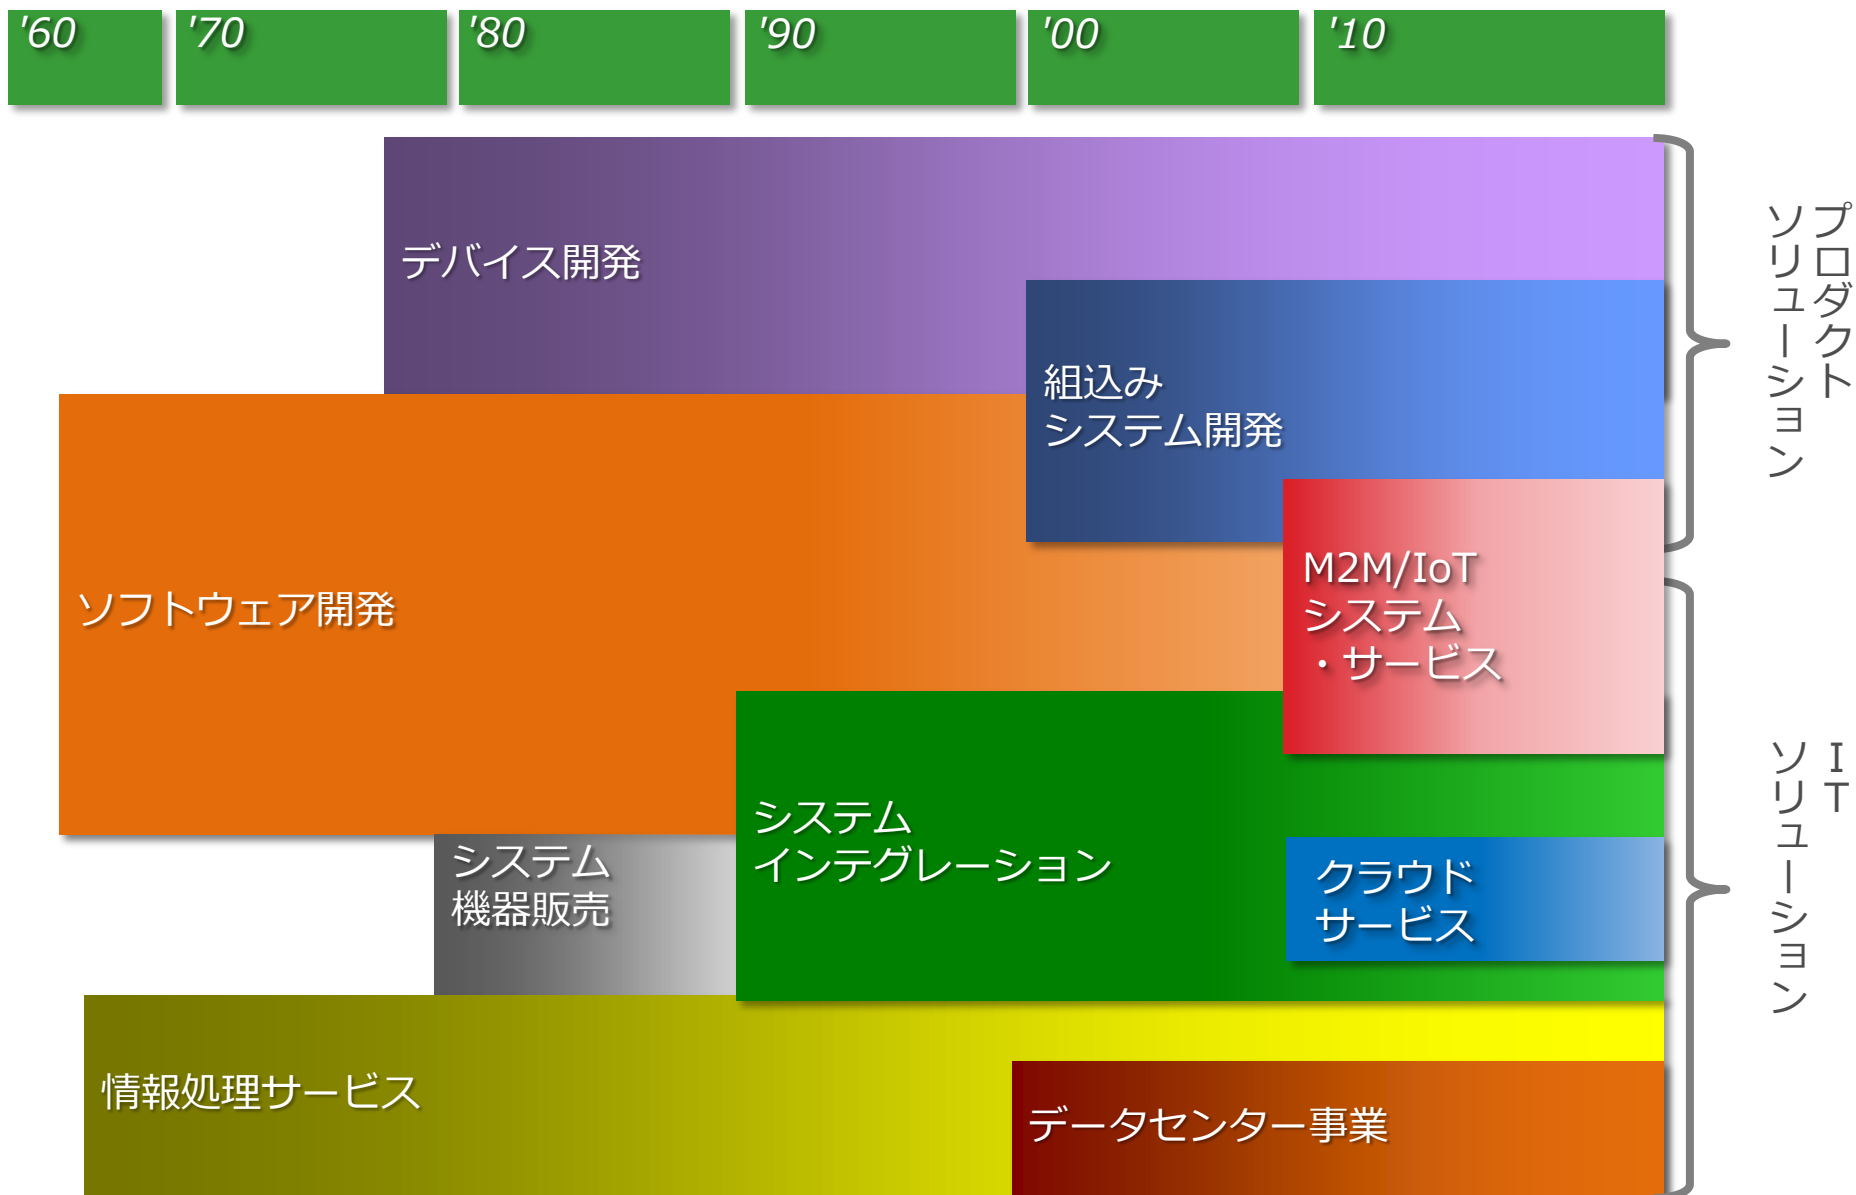 '60
'70
'80
'90
'00
'10
デバイス開発
組込み
システム開発
プロダクト
ソリューション
ソフトウェア開発
M2M/IoT
システム
・サービス
システム
インテグレーション
システム
機器販売
クラウド
サービス
IT
ソリューション
情報処理サービス
データセンター事業